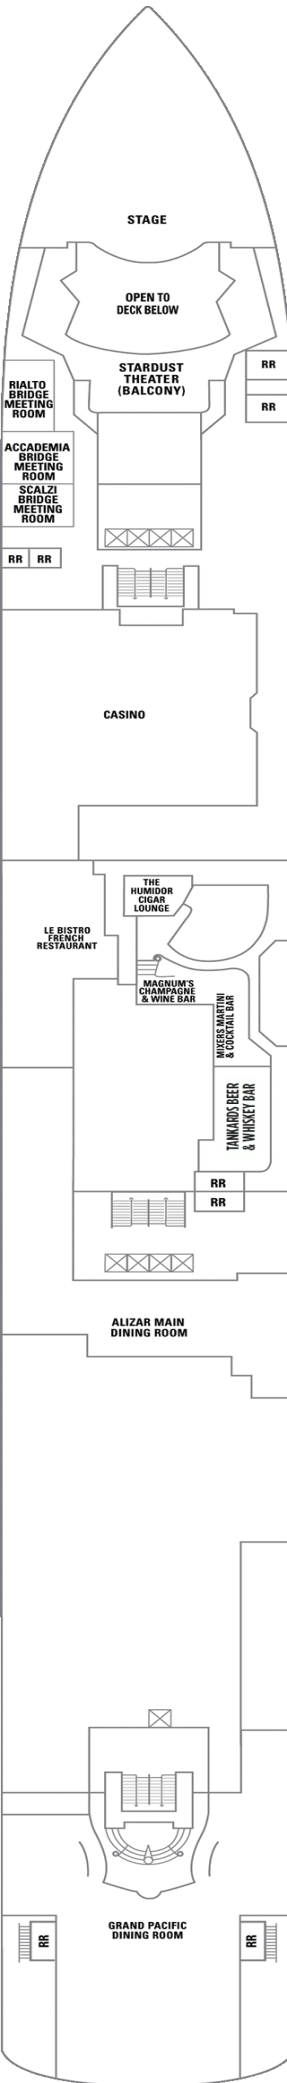 STAGE
OPEN TO
DECK BELOW
STARDUST
THEATER
(BALCONY)
RR
RR
RIALTO
BRIDGE
MEETING
ROOM
ACCADEMIA
BRIDGE
MEETING
ROOM
SCALZI
BRIDGE
MEETING
ROOM
RR RR
CASINO
THE
HUMIDOR
CIGAR
LOUNGE
LE BISTRO
FRENCH
RESTAURANT
MAGNUM'S
CHAMPAGNE
& WINE BAR
MIXERS MARTINI
& COCKTAIL BAR
TANKARDS BEER
& WHISKEY BAR
RR
RR
ALIZAR MAIN
DINING ROOM
GRAND PACIFIC
DINING ROOM
RR
RR